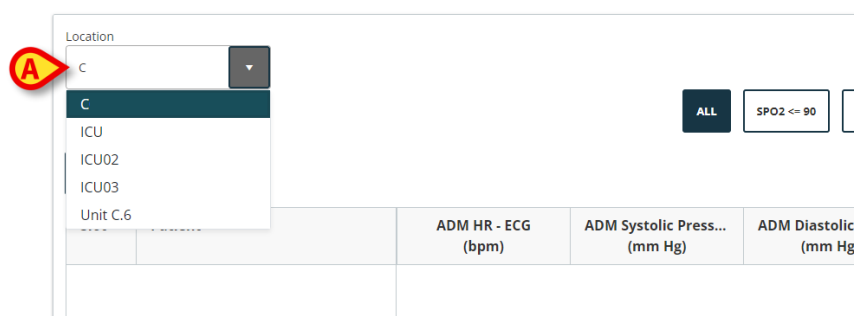 Location
A
C
C
ICU
ICU02
ICU03
Unit C.6
ALL
SPO2 <= 90
ADM HR - ECG
(bpm)
ADM Systolic Press...
(mm Hg)
ADM Diastolic
(mm Hg